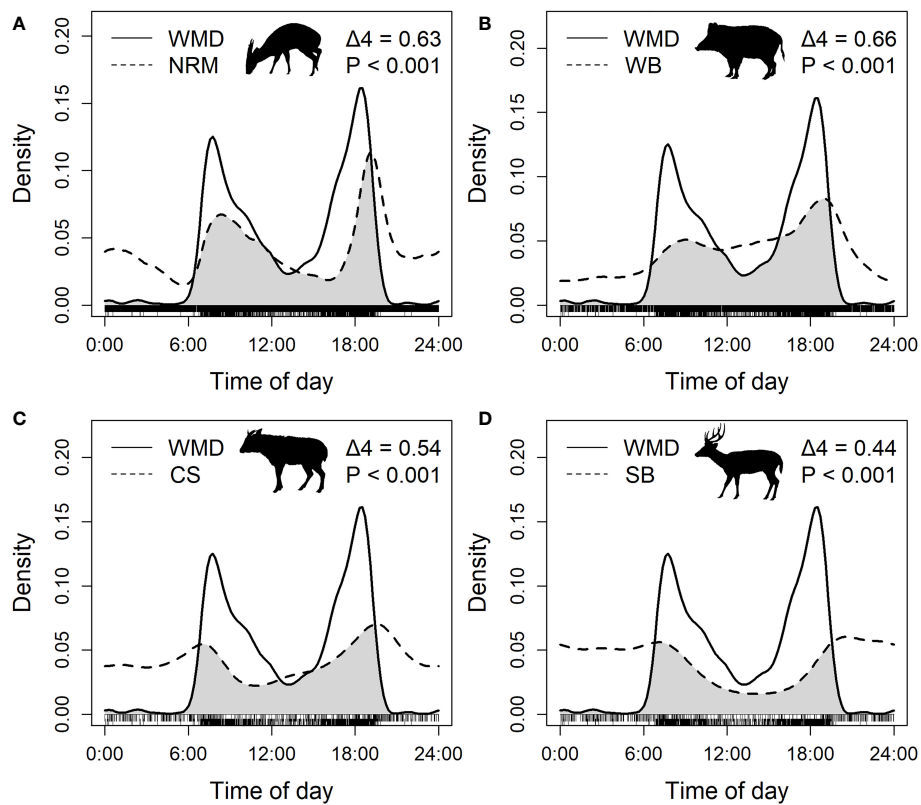 A
WMD
NRM
Δ4 = 0.63
P < 0.001
Density
0.00 0.05 0.10 0.15 0.20
0:00 6:00 12:00 18:00 24:00
Time of day
B
WMD
WB
Δ4 = 0.66
P < 0.001
Density
0.00 0.05 0.10 0.15 0.20
0:00 6:00 12:00 18:00 24:00
Time of day
C
WMD
CS
Δ4 = 0.54
P < 0.001
Density
0.00 0.05 0.10 0.15 0.20
0:00 6:00 12:00 18:00 24:00
Time of day
D
WMD
SB
Δ4 = 0.44
P < 0.001
Density
0.00 0.05 0.10 0.15 0.20
0:00 6:00 12:00 18:00 24:00
Time of day